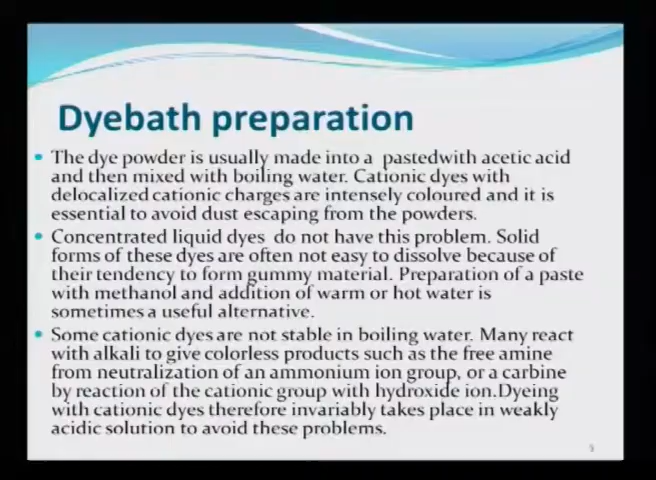 Dyebath preparation
• The dye powder is usually made into a pastedwith acetic acid
and then mixed with boiling water. Cationic dyes with
delocalized cationic charges are intensely coloured and it is
essential to avoid dust escaping from the powders.
• Concentrated liquid dyes do not have this problem. Solid
forms of these dyes are often not easy to dissolve because of
their tendency to form gummy material. Preparation of a paste
with methanol and addition of warm or hot water is
sometimes a useful alternative.
• Some cationic dyes are not stable in boiling water. Many react
with alkali to give colorless products such as the free amine
from neutralization of an ammonium ion group, or a carbine
by reaction of the cationic group with hydroxide ion.Dyeing
with cationic dyes therefore invariably takes place in weakly
acidic solution to avoid these problems.
9